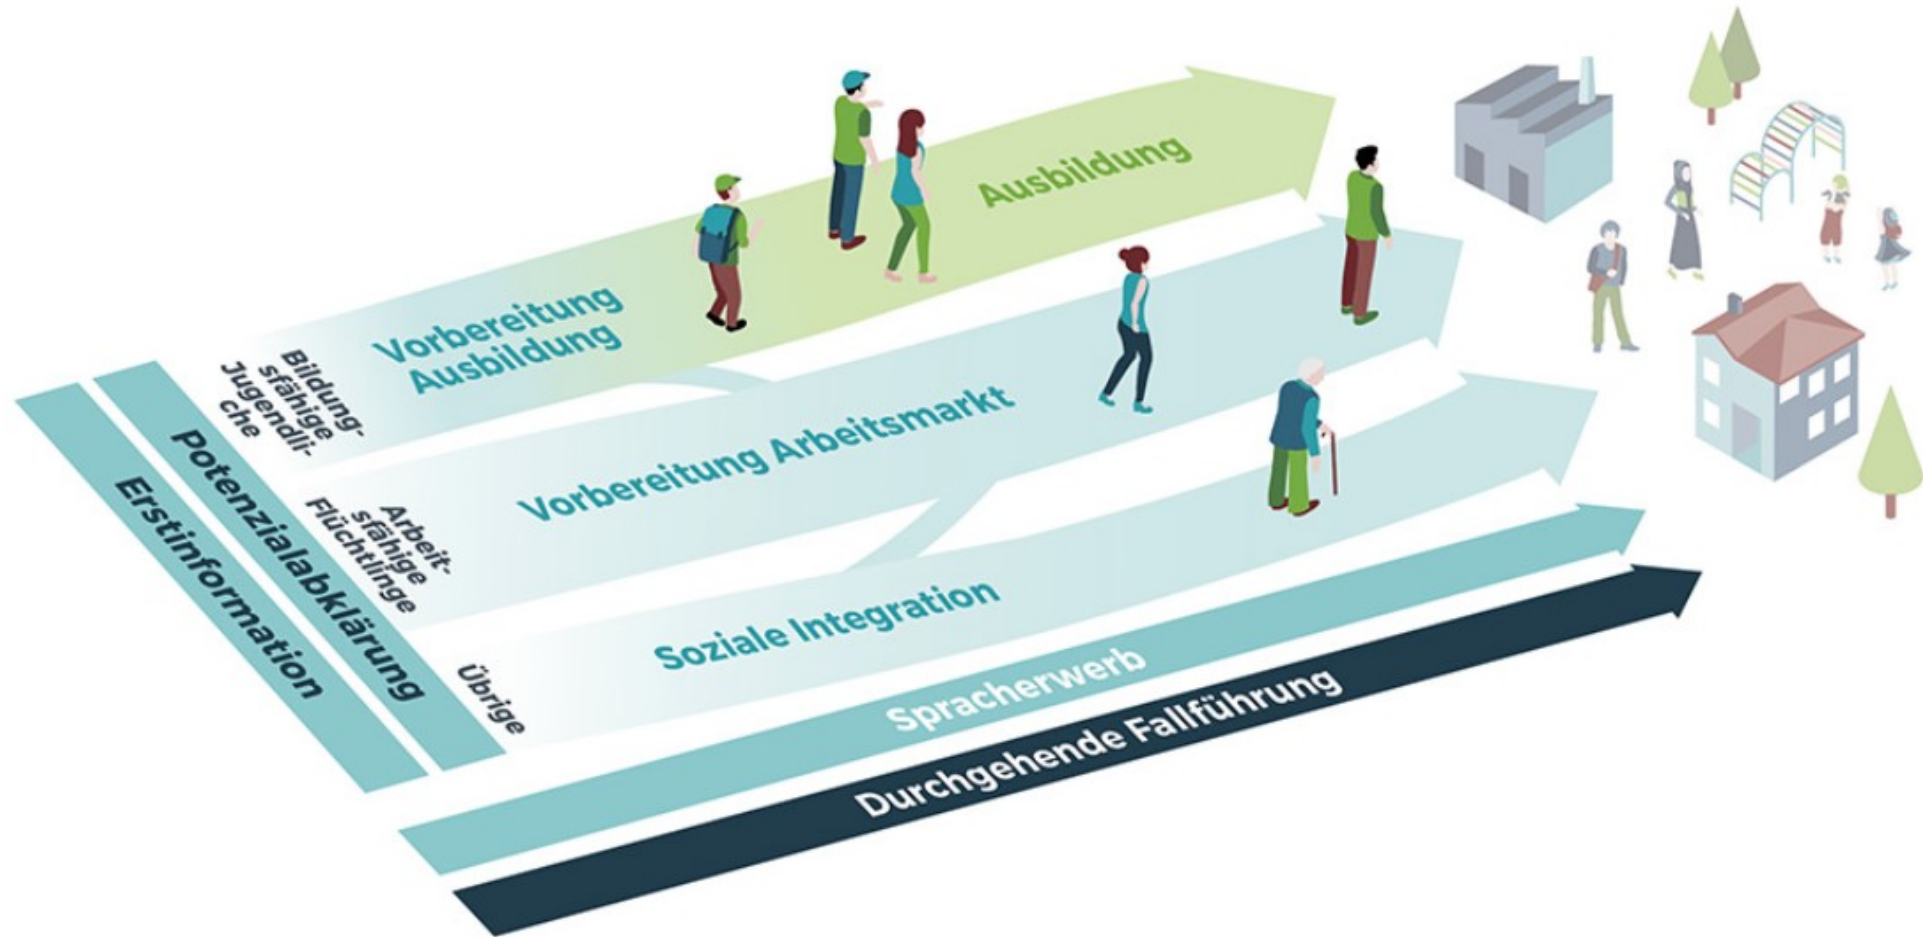 Erstinformation
Potenzialabklärung
Bildung-
sfähige
Jugendli-
che
Vorbereitung
Ausbildung
Ausbildung
Arbeit-
sfähige
Flüchtlinge
Vorbereitung Arbeitsmarkt
Übrige
Soziale Integration
Spracherwerb
Durchgehende Fallführung